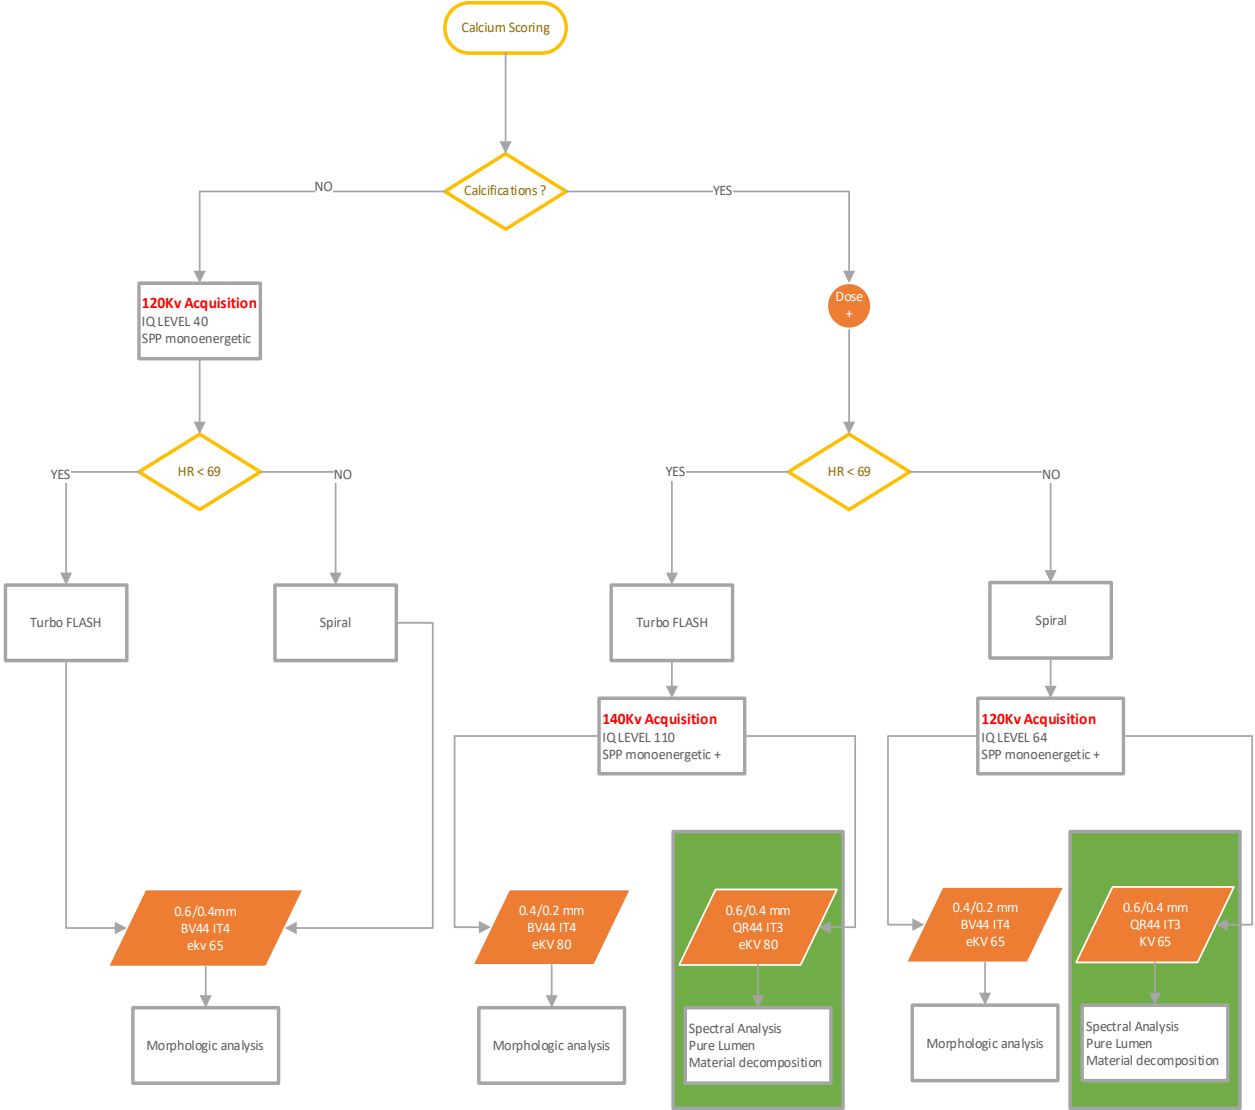 Calcium Scoring
Calcifications ?
NO
YES
120Kv Acquisition
IQ LEVEL 40
SPP monoenergetic
Dose
+
HR < 69
YES
NO
HR < 69
YES
NO
Turbo FLASH
Spiral
Turbo FLASH
Spiral
140Kv Acquisition
IQ LEVEL 110
SPP monoenergetic +
120Kv Acquisition
IQ LEVEL 64
SPP monoenergetic +
0.6/0.4mm
BV44 IT4
ekv 65
0.4/0.2 mm
BV44 IT4
eKV 80
0.6/0.4 mm
QR44 IT3
eKV 80
0.4/0.2 mm
BV44 IT4
eKV 65
0.6/0.4 mm
QR44 IT3
KV 65
Morphologic analysis
Morphologic analysis
Spectral Analysis
Pure Lumen
Material decomposition
Morphologic analysis
Spectral Analysis
Pure Lumen
Material decomposition